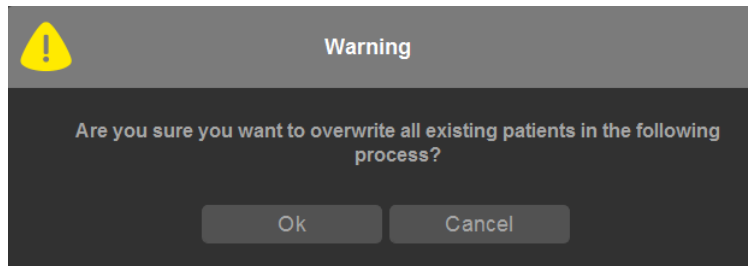 Warning
Are you sure you want to overwrite all existing patients in the following
process?
Ok
Cancel